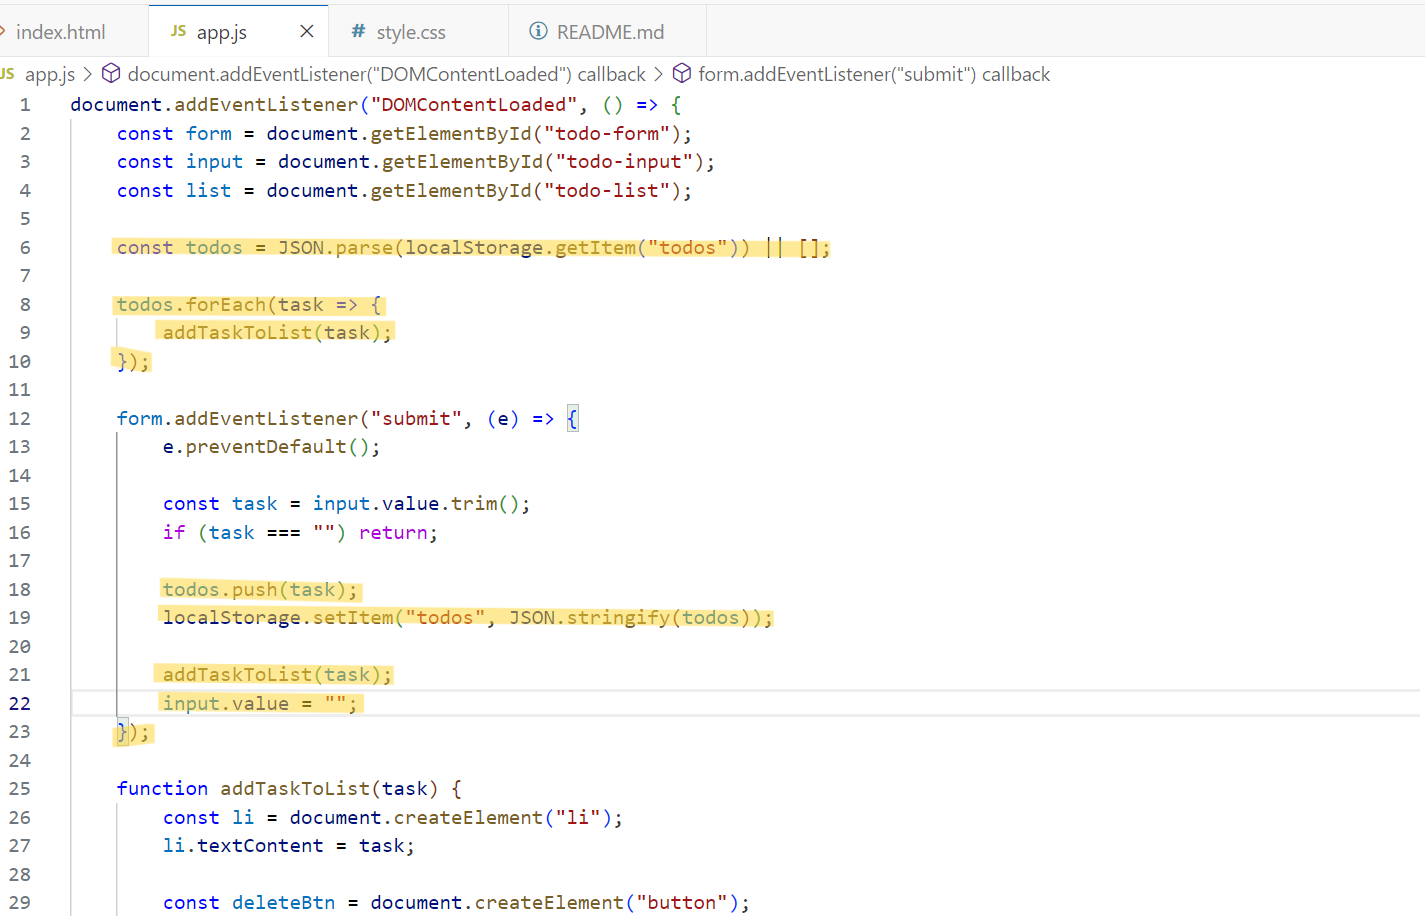 index.html JS app.js # style.css README.md
JS app.js > document.addEventListener("DOMContentLoaded") callback > form.addEventListener("submit") callback
1 document.addEventListener("DOMContentLoaded", () => {
2 const form = document.getElementById("todo-form");
3 const input = document.getElementById("todo-input");
4 const list = document.getElementById("todo-list");
5
6 const todos = JSON.parse(localStorage.getItem("todos")) || [];
7
8 todos.forEach(task => {
9 addTaskToList(task);
10 });
11
12 form.addEventListener("submit", (e) => {
13 e.preventDefault();
14
15 const task = input.value.trim();
16 if (task === "") return;
17
18 todos.push(task);
19 localStorage.setItem("todos", JSON.stringify(todos));
20
21 addTaskToList(task);
22 input.value = "";
23 });
24
25 function addTaskToList(task) {
26 const li = document.createElement("li");
27 li.textContent = task;
28
29 const deleteBtn = document.createElement("button");